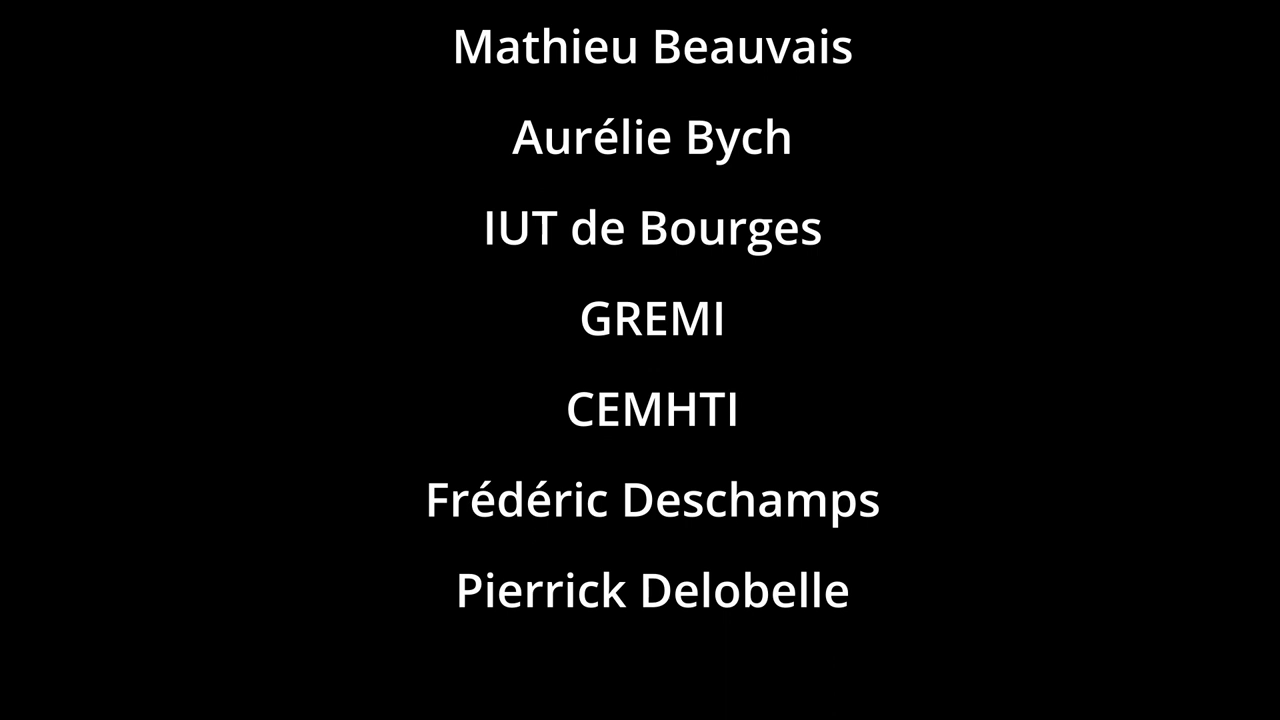 Mathieu Beauvais
Aurélie Bych
IUT de Bourges
GREMI
CEMHTI
Frédéric Deschamps
Pierrick Delobelle